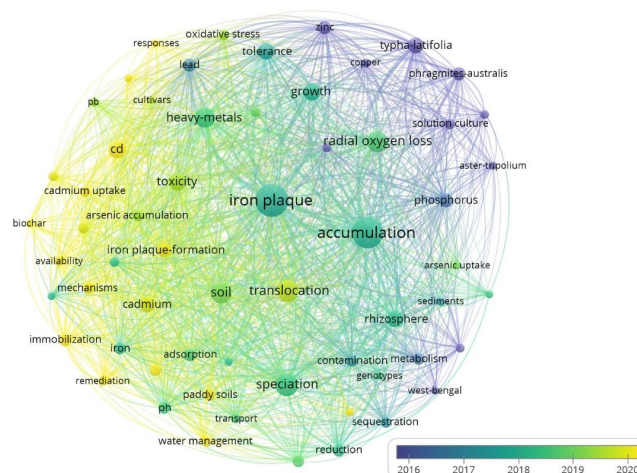 zinc
oxidative stress
responses
typha-latifolia
tolerance
copper
lead
phragmites-australis
growth
pb
cultivars
heavy-metals
solution-culture
radial oxygen loss
cd
aster-tripolium
toxicity
cadmium uptake
iron plaque
phosphorus
arsenic accumulation
biochar
accumulation
iron plaque-formation
availability
arsenic uptake
mechanisms
soil
translocation
cadmium
sediments
rhizosphere
immobilization
iron
adsorption
contamination
metabolism
genotypes
remediation
speciation
west-bengal
paddy soils
ph
transport
sequestration
water management
reduction
2016 2017 2018 2019 2020